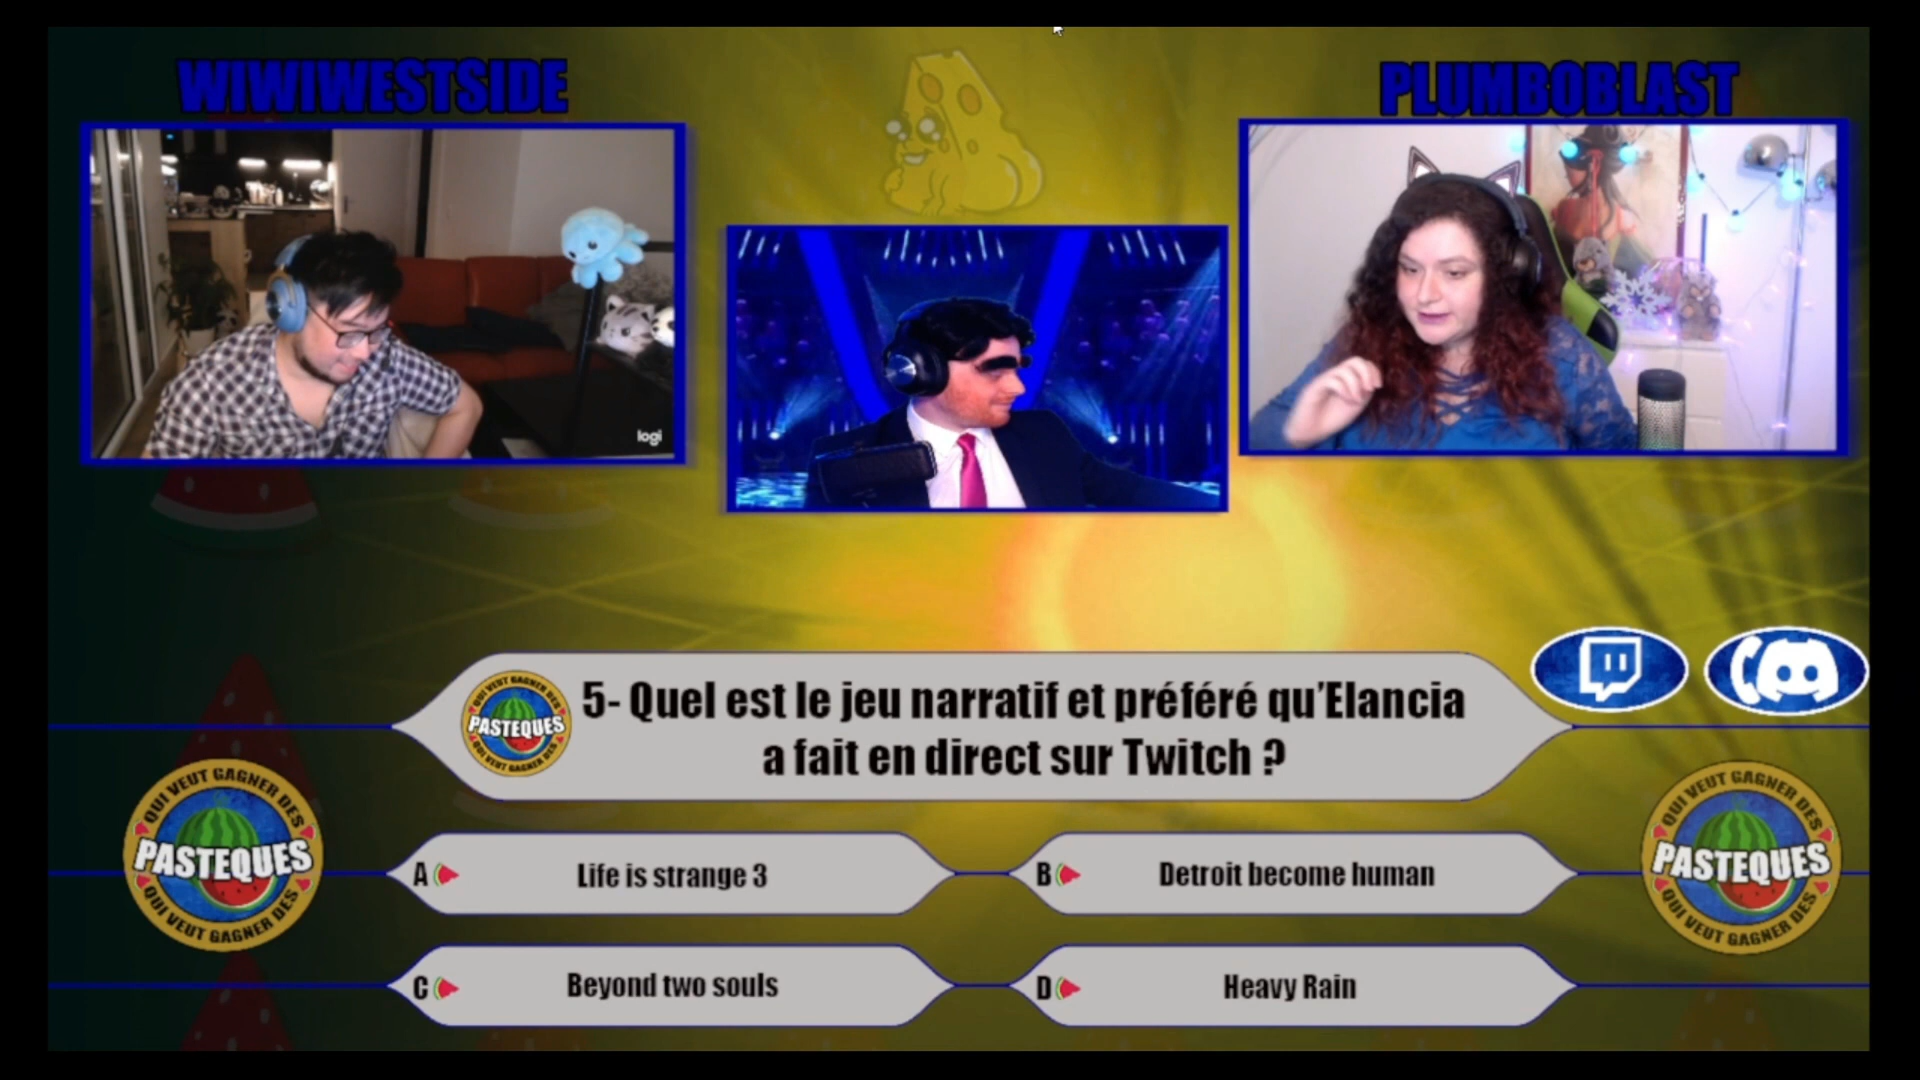 WIWIWESTSIDE
PLUMBOBLAST
logi
5- Quel est le jeu narratif et préféré qu'Elancia
a fait en direct sur Twitch ?
QUI VEUT GAGNER DES
PASTEQUES
QUI VEUT GAGNER DES
QUI VEUT GAGNER DES
PASTEQUES
QUI VEUT GAGNER DES
QUI VEUT GAGNER DES
PASTEQUES
QUI VEUT GAGNER DES
A
Life is strange 3
B
Detroit become human
C
Beyond two souls
D
Heavy Rain